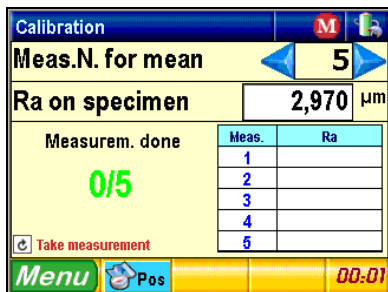 Calibration M
Meas.N. for mean 5
Ra on specimen 2,970 µm
Measurem. done
0/5
Take measurement
Meas. Ra
1
2
3
4
5
Menu Pos 00:01